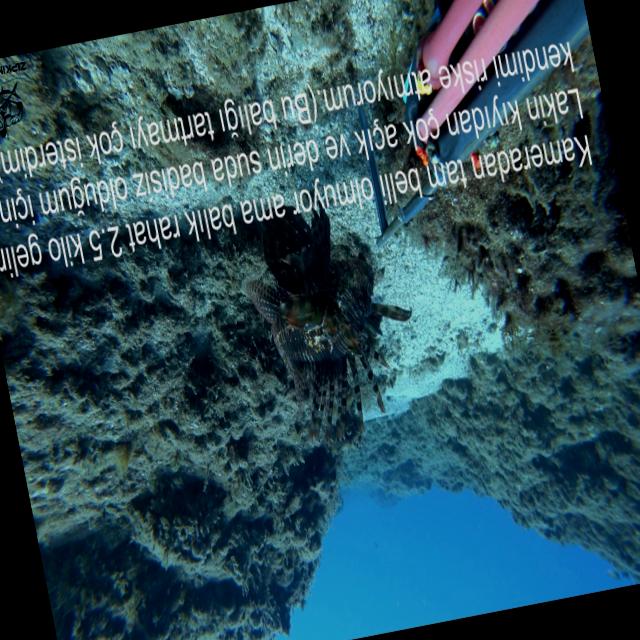 Kameradan tam belli olmuyor ama balık rahat 2,5 kilo gelir
Lakin kıyıdan çok açık ve derin suda badisiz olduğum için
kendimi riske atmıyorum (Bu balığı tartmayı çok isterdim